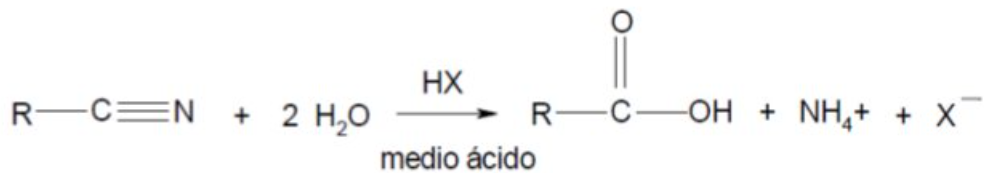 O
R—C≡N + 2 H₂O HX R—C—OH + NH₄+ + X⁻
medio ácido